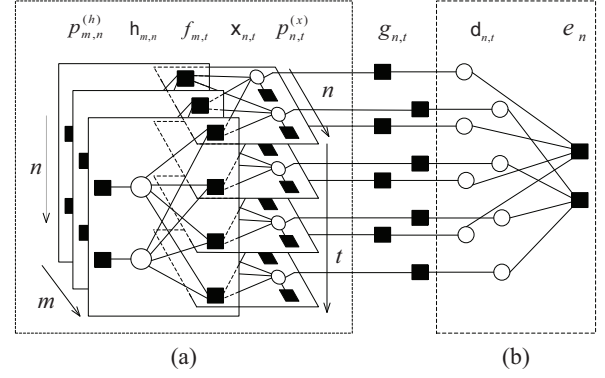 p_{m,n}^{(h)} h_{m,n} f_{m,t} x_{n,t} p_{n,t}^{(x)} g_{n,t} d_{n,t} e_n
n
n
t
m
(a) (b)